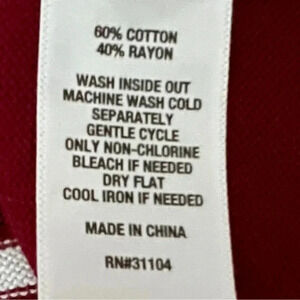 60% COTTON
40% RAYON
WASH INSIDE OUT
MACHINE WASH COLD
SEPARATELY
GENTLE CYCLE
ONLY NON-CHLORINE
BLEACH IF NEEDED
DRY FLAT
COOL IRON IF NEEDED
MADE IN CHINA
RN#31104